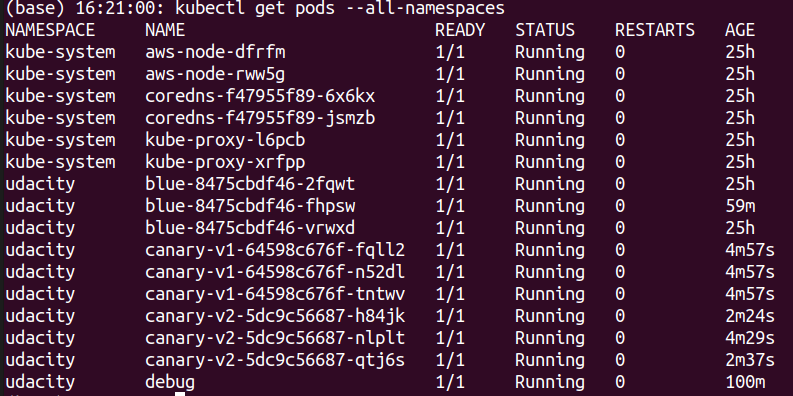 (base) 16:21:00: kubectl get pods --all-namespaces
NAMESPACE NAME READY STATUS RESTARTS AGE
kube-system aws-node-dfrfm 1/1 Running 0 25h
kube-system aws-node-rww5g 1/1 Running 0 25h
kube-system coredns-f47955f89-6x6kx 1/1 Running 0 25h
kube-system coredns-f47955f89-jsmzb 1/1 Running 0 25h
kube-system kube-proxy-l6pcb 1/1 Running 0 25h
kube-system kube-proxy-xrfpp 1/1 Running 0 25h
udacity blue-8475cbdf46-2fqwt 1/1 Running 0 25h
udacity blue-8475cbdf46-fhpsw 1/1 Running 0 59m
udacity blue-8475cbdf46-vrwxd 1/1 Running 0 25h
udacity canary-v1-64598c676f-fqll2 1/1 Running 0 4m57s
udacity canary-v1-64598c676f-n52dl 1/1 Running 0 4m57s
udacity canary-v1-64598c676f-tntwv 1/1 Running 0 4m57s
udacity canary-v2-5dc9c56687-h84jk 1/1 Running 0 2m24s
udacity canary-v2-5dc9c56687-nlplt 1/1 Running 0 4m29s
udacity canary-v2-5dc9c56687-qtj6s 1/1 Running 0 2m37s
udacity debug 1/1 Running 0 100m